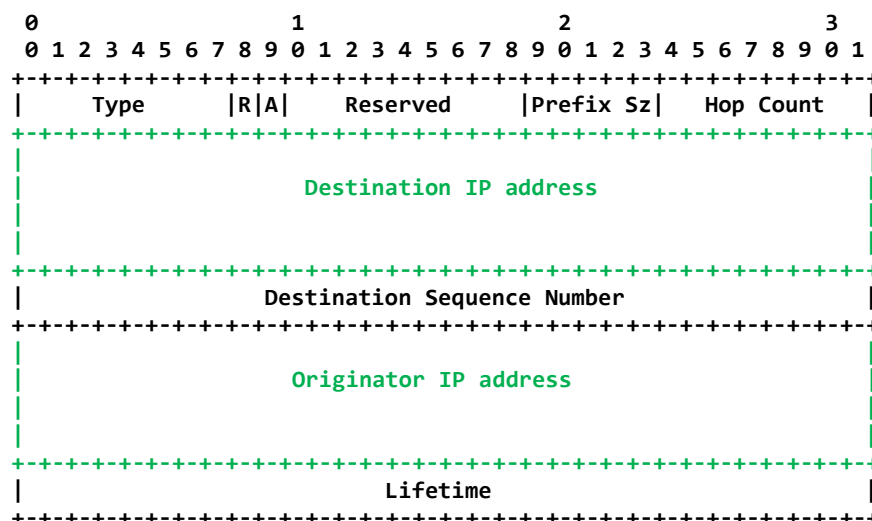 0                   1                   2                   3
0 1 2 3 4 5 6 7 8 9 0 1 2 3 4 5 6 7 8 9 0 1 2 3 4 5 6 7 8 9 0 1
+-+-+-+-+-+-+-+-+-+-+-+-+-+-+-+-+-+-+-+-+-+-+-+-+-+-+-+-+-+-+-+-+
|     Type      |R|A|    Reserved     |Prefix Sz|   Hop Count   |
+-+-+-+-+-+-+-+-+-+-+-+-+-+-+-+-+-+-+-+-+-+-+-+-+-+-+-+-+-+-+-+-+
|                                                               |
|                     Destination IP address                    |
|                                                               |
|                                                               |
+-+-+-+-+-+-+-+-+-+-+-+-+-+-+-+-+-+-+-+-+-+-+-+-+-+-+-+-+-+-+-+-+
|                  Destination Sequence Number                  |
+-+-+-+-+-+-+-+-+-+-+-+-+-+-+-+-+-+-+-+-+-+-+-+-+-+-+-+-+-+-+-+-+
|                                                               |
|                    Originator IP address                      |
|                                                               |
|                                                               |
+-+-+-+-+-+-+-+-+-+-+-+-+-+-+-+-+-+-+-+-+-+-+-+-+-+-+-+-+-+-+-+-+
|                           Lifetime                            |
+-+-+-+-+-+-+-+-+-+-+-+-+-+-+-+-+-+-+-+-+-+-+-+-+-+-+-+-+-+-+-+-+